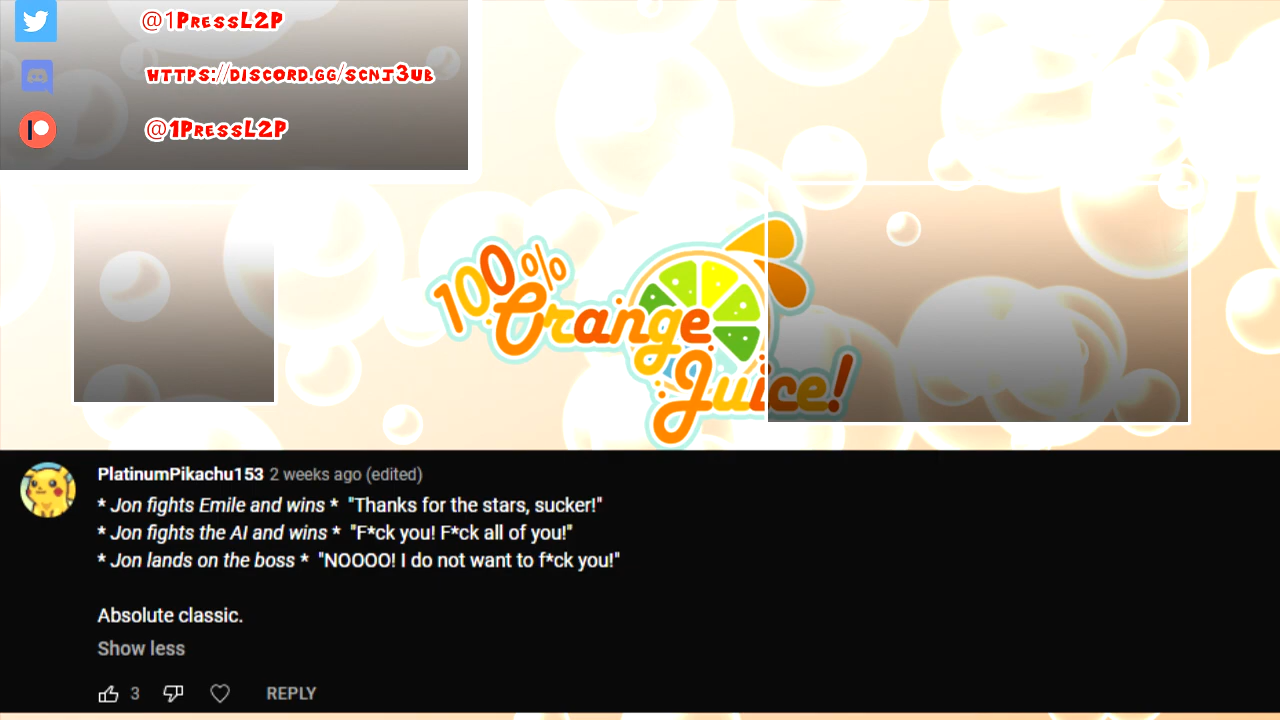 @1PressL2P
https://discord.gg/scnj3ub
@1PressL2P
100%
Orange
Juice!
PlatinumPikachu153 2 weeks ago (edited)
* Jon fights Emile and wins * "Thanks for the stars, sucker!"
* Jon fights the AI and wins * "F*ck you! F*ck all of you!"
* Jon lands on the boss * "NOOOO! I do not want to f*ck you!"
Absolute classic.
Show less
3
REPLY